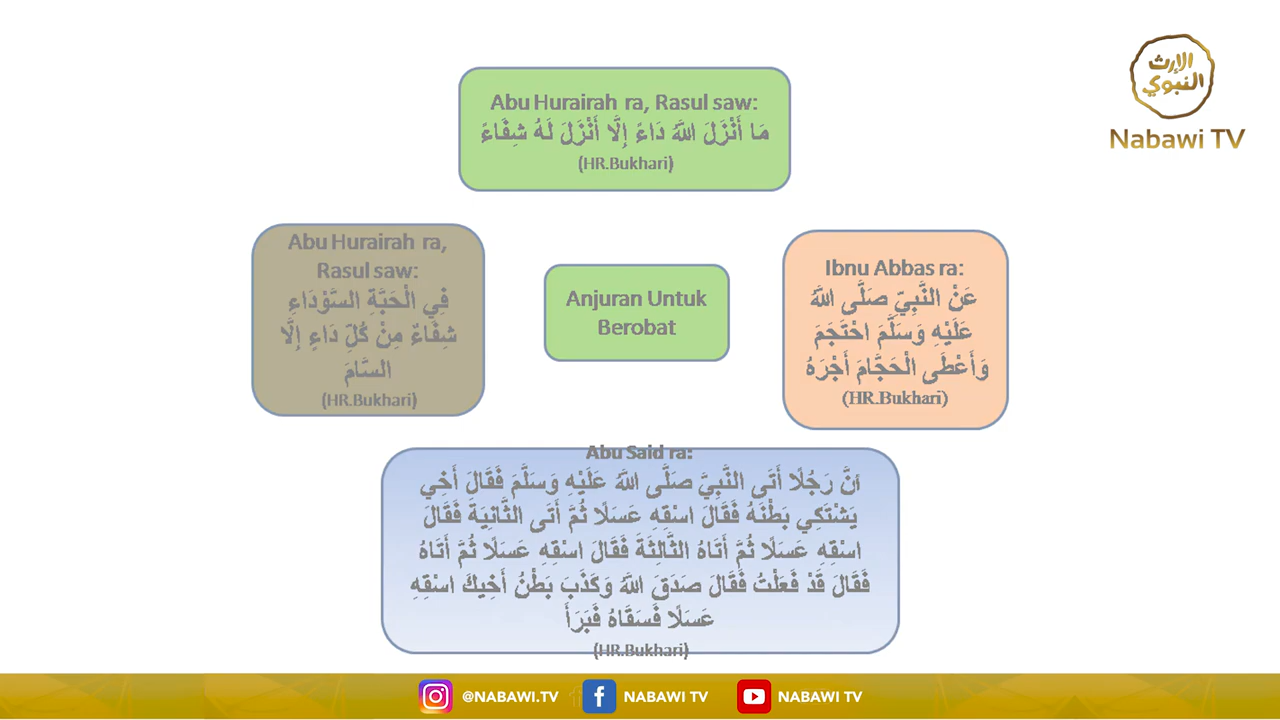 الإرث
النبوي
Nabawi TV
Abu Hurairah ra, Rasul saw:
مَا أَنْزَلَ اللَّهُ دَاءً إِلَّا أَنْزَلَ لَهُ شِفَاءً
(HR.Bukhari)
Abu Hurairah ra,
Rasul saw:
فِي الْحَبَّةِ السَّوْدَاءِ
شِفَاءٌ مِنْ كُلِّ دَاءٍ إِلَّا
السَّامَ
(HR.Bukhari)
Anjuran Untuk
Berobat
Ibnu Abbas ra:
عَنْ النَّبِيِّ صَلَّى اللَّهُ
عَلَيْهِ وَسَلَّمَ احْتَجَمَ
وَأَعْطَى الْحَجَّامَ أَجْرَهُ
(HR.Bukhari)
Abu Said ra:
أنَّ رَجُلًا أَتَى النَّبِيَّ صَلَّى اللَّهُ عَلَيْهِ وَسَلَّمَ فَقَالَ أَخِي
يَشْتَكِي بَطْنَهُ فَقَالَ اسْقِهِ عَسَلًا ثُمَّ أَتَى الثَّانِيَةَ فَقَالَ
اسْقِهِ عَسَلًا ثُمَّ أَتَاهُ الثَّالِثَةَ فَقَالَ اسْقِهِ عَسَلًا ثُمَّ أَتَاهُ
فَقَالَ قَدْ فَعَلْتُ فَقَالَ صَدَقَ اللَّهُ وَكَذَبَ بَطْنُ أَخِيكَ اسْقِهِ
عَسَلًا فَسَقَاهُ فَبَرَأَ
(HR.Bukhari)
@NABAWI.TV
NABAWI TV
NABAWI TV